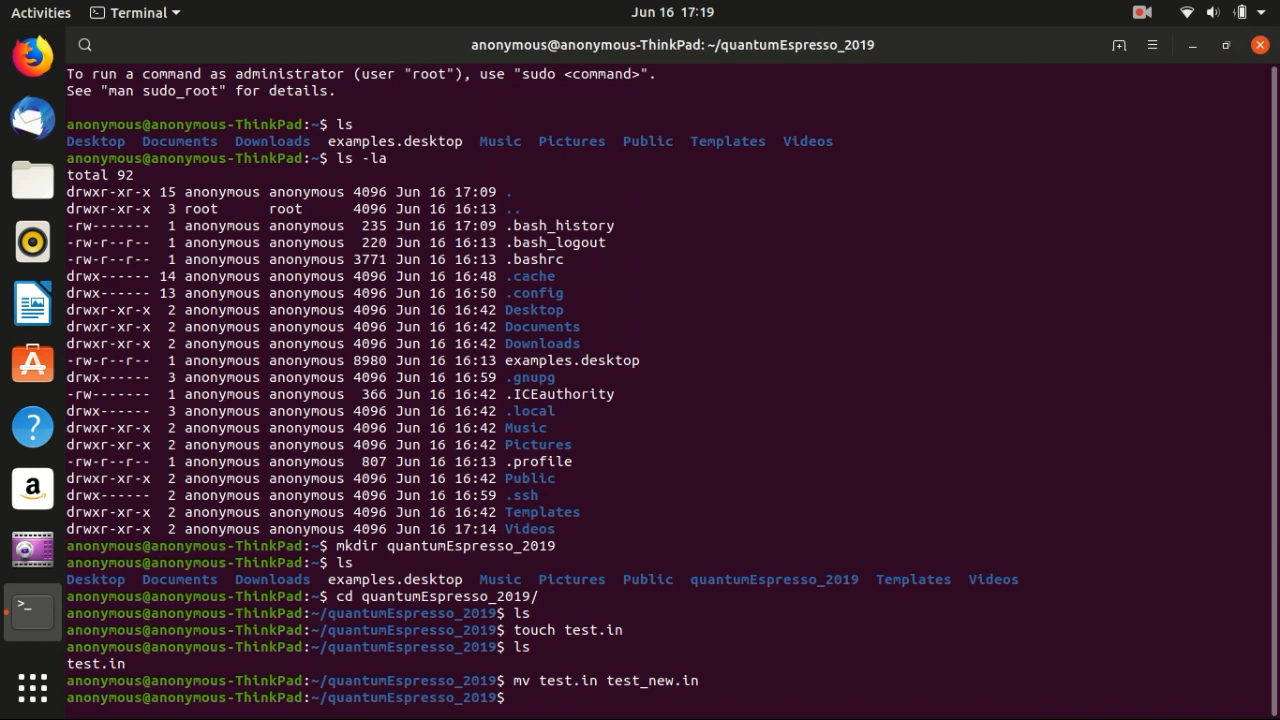 Activities Terminal Jun 16 17:19
anonymous@anonymous-ThinkPad: ~/quantumEspresso_2019
To run a command as administrator (user "root"), use "sudo <command>".
See "man sudo_root" for details.
anonymous@anonymous-ThinkPad:~$ ls
Desktop Documents Downloads examples.desktop Music Pictures Public Templates Videos
anonymous@anonymous-ThinkPad:~$ ls -la
total 92
drwxr-xr-x 15 anonymous anonymous 4096 Jun 16 17:09 .
drwxr-xr-x 3 root root 4096 Jun 16 16:13 ..
-rw------- 1 anonymous anonymous 235 Jun 16 17:09 .bash_history
-rw-r--r-- 1 anonymous anonymous 220 Jun 16 16:13 .bash_logout
-rw-r--r-- 1 anonymous anonymous 3771 Jun 16 16:13 .bashrc
drwx------ 14 anonymous anonymous 4096 Jun 16 16:48 .cache
drwx------ 13 anonymous anonymous 4096 Jun 16 16:50 .config
drwxr-xr-x 2 anonymous anonymous 4096 Jun 16 16:42 Desktop
drwxr-xr-x 2 anonymous anonymous 4096 Jun 16 16:42 Documents
drwxr-xr-x 2 anonymous anonymous 4096 Jun 16 16:42 Downloads
-rw-r--r-- 1 anonymous anonymous 8980 Jun 16 16:13 examples.desktop
drwx------ 3 anonymous anonymous 4096 Jun 16 16:59 .gnupg
-rw------- 1 anonymous anonymous 366 Jun 16 16:42 .ICEauthority
drwx------ 3 anonymous anonymous 4096 Jun 16 16:42 .local
drwxr-xr-x 2 anonymous anonymous 4096 Jun 16 16:42 Music
drwxr-xr-x 2 anonymous anonymous 4096 Jun 16 16:42 Pictures
-rw-r--r-- 1 anonymous anonymous 807 Jun 16 16:13 .profile
drwxr-xr-x 2 anonymous anonymous 4096 Jun 16 16:42 Public
drwx------ 2 anonymous anonymous 4096 Jun 16 16:59 .ssh
drwxr-xr-x 2 anonymous anonymous 4096 Jun 16 16:42 Templates
drwxr-xr-x 2 anonymous anonymous 4096 Jun 16 17:14 Videos
anonymous@anonymous-ThinkPad:~$ mkdir quantumEspresso_2019
anonymous@anonymous-ThinkPad:~$ ls
Desktop Documents Downloads examples.desktop Music Pictures Public quantumEspresso_2019 Templates Videos
anonymous@anonymous-ThinkPad:~$ cd quantumEspresso_2019/
anonymous@anonymous-ThinkPad:~/quantumEspresso_2019$ ls
anonymous@anonymous-ThinkPad:~/quantumEspresso_2019$ touch test.in
anonymous@anonymous-ThinkPad:~/quantumEspresso_2019$ ls
test.in
anonymous@anonymous-ThinkPad:~/quantumEspresso_2019$ mv test.in test_new.in
anonymous@anonymous-ThinkPad:~/quantumEspresso_2019$